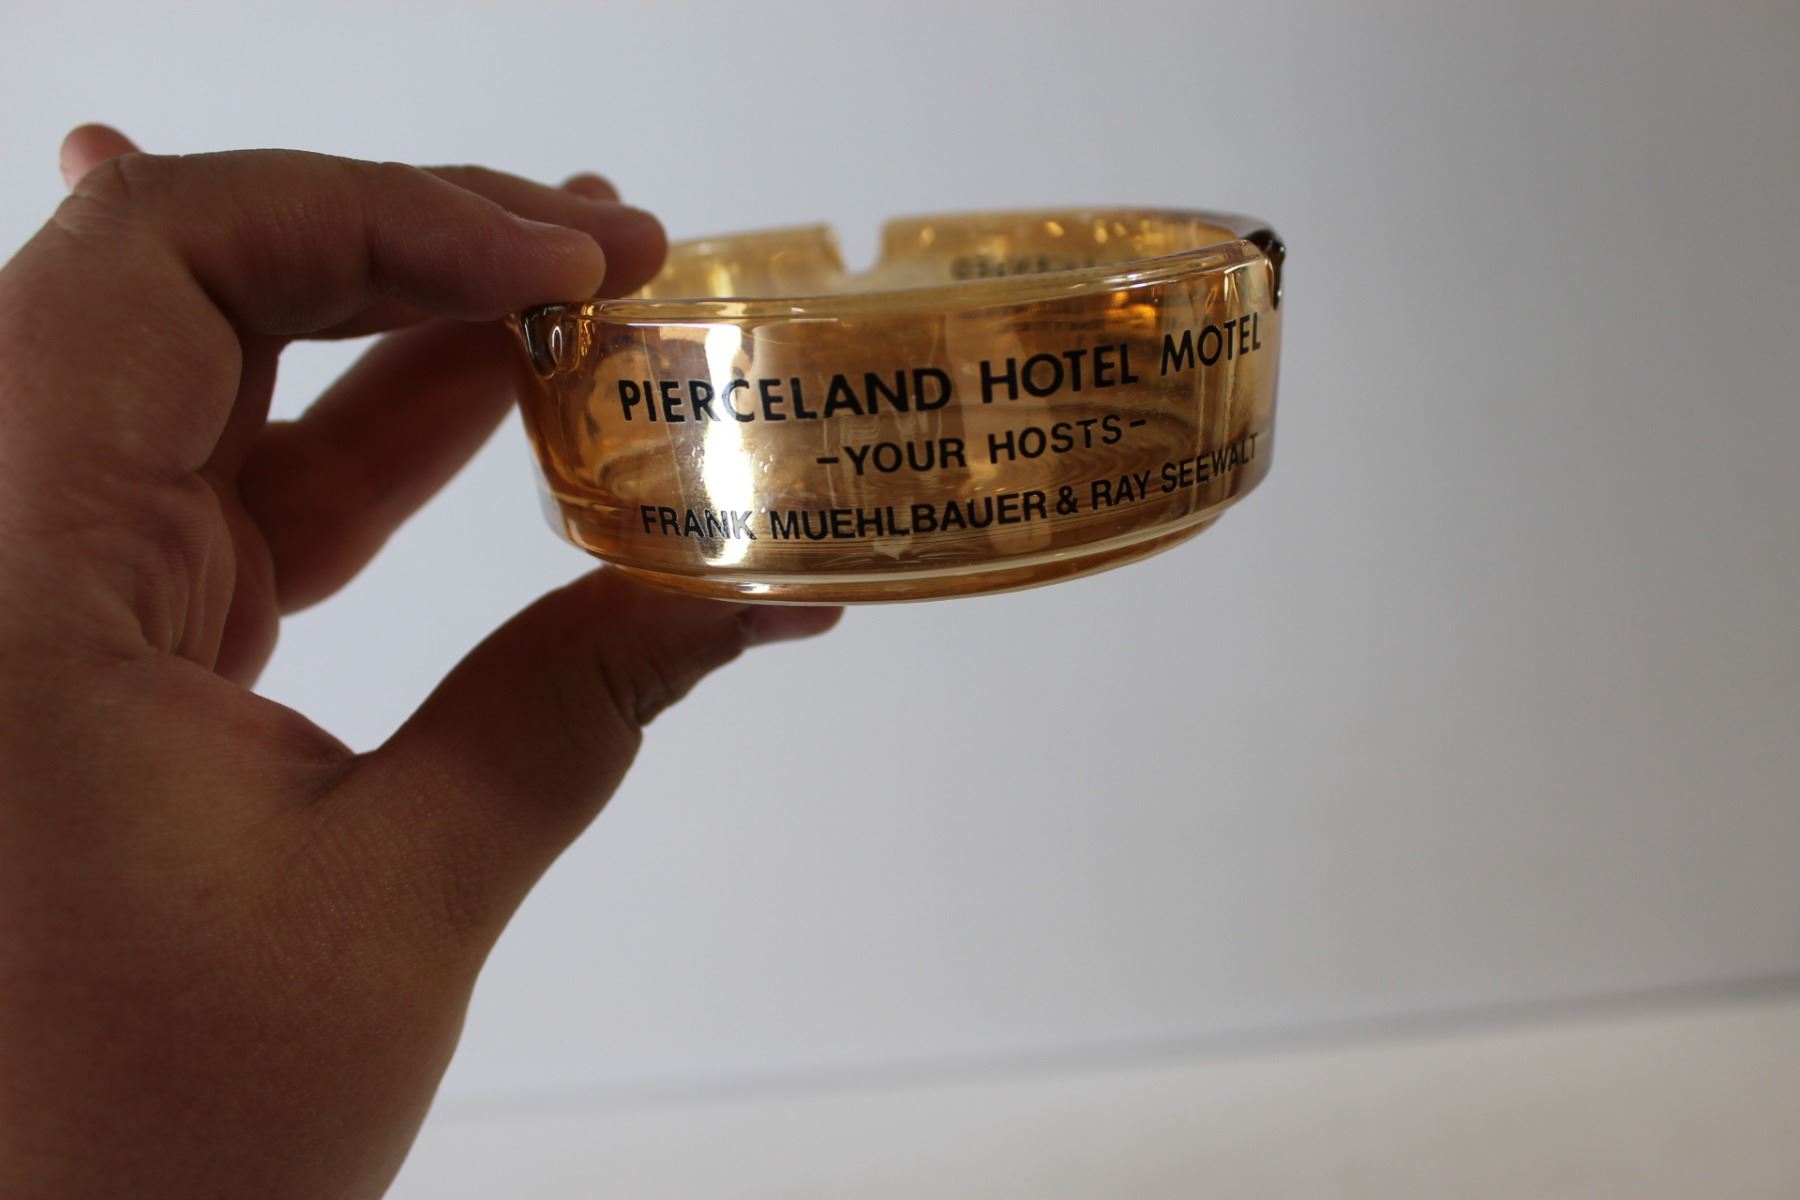 PIERCELAND HOTEL MOTEL
-YOUR HOSTS-
FRANK MUEHLBAUER & RAY SEEWALT